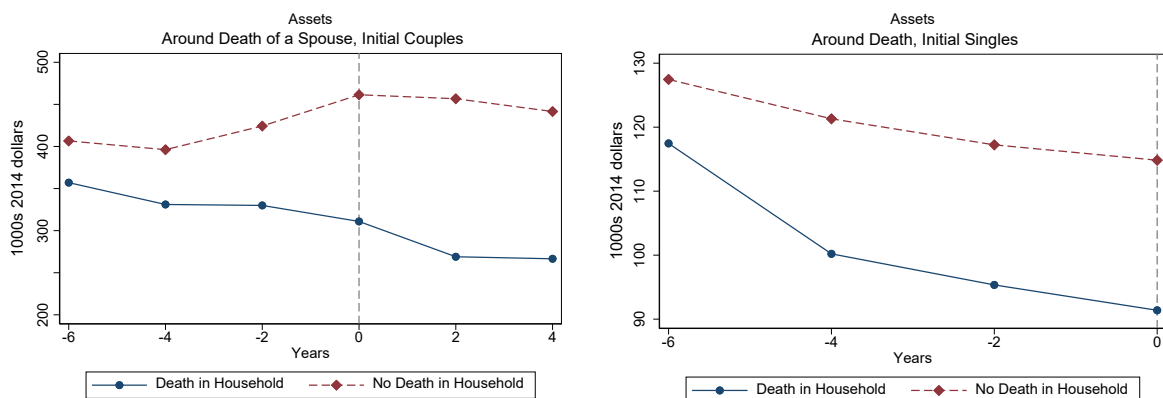 Assets
Around Death of a Spouse, Initial Couples
1000s 2014 dollars
500
400
300
200
-6
-4
-2
0
2
4
Years
Death in Household
No Death in Household
Assets
Around Death, Initial Singles
1000s 2014 dollars
130
120
110
100
90
-6
-4
-2
0
Years
Death in Household
No Death in Household